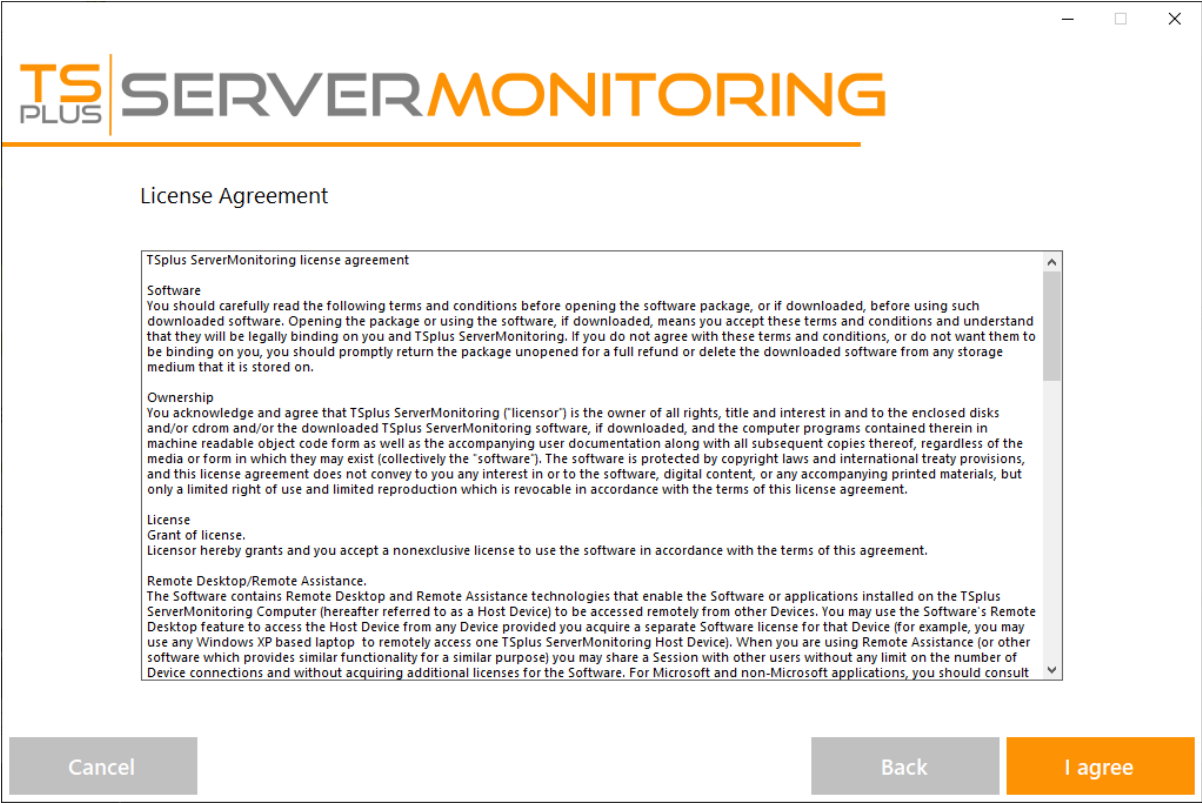 TS PLUS SERVERMONITORING
License Agreement
TSplus ServerMonitoring license agreement
Software
You should carefully read the following terms and conditions before opening the software package, or if downloaded, before using such
downloaded software. Opening the package or using the software, if downloaded, means you accept these terms and conditions and understand
that they will be legally binding on you and TSplus ServerMonitoring. If you do not agree with these terms and conditions, or do not want them to
be binding on you, you should promptly return the package unopened for a full refund or delete the downloaded software from any storage
medium that it is stored on.
Ownership
You acknowledge and agree that TSplus ServerMonitoring ("licensor") is the owner of all rights, title and interest in and to the enclosed disks
and/or cdrom and/or the downloaded TSplus ServerMonitoring software, if downloaded, and the computer programs contained therein in
machine readable object code form as well as the accompanying user documentation along with all subsequent copies thereof, regardless of the
media or form in which they may exist (collectively the "software"). The software is protected by copyright laws and international treaty provisions,
and this license agreement does not convey to you any interest in or to the software, digital content, or any accompanying printed materials, but
only a limited right of use and limited reproduction which is revocable in accordance with the terms of this license agreement.
License
Grant of license.
Licensor hereby grants and you accept a nonexclusive license to use the software in accordance with the terms of this agreement.
Remote Desktop/Remote Assistance.
The Software contains Remote Desktop and Remote Assistance technologies that enable the Software or applications installed on the TSplus
ServerMonitoring Computer (hereafter referred to as a Host Device) to be accessed remotely from other Devices. You may use the Software's Remote
Desktop feature to access the Host Device from any Device provided you acquire a separate Software license for that Device (for example, you may
use any Windows XP based laptop  to remotely access one TSplus ServerMonitoring Host Device). When you are using Remote Assistance (or other
software which provides similar functionality for a similar purpose) you may share a Session with other users without any limit on the number of
Device connections and without acquiring additional licenses for the Software. For Microsoft and non-Microsoft applications, you should consult
Cancel
Back
I agree